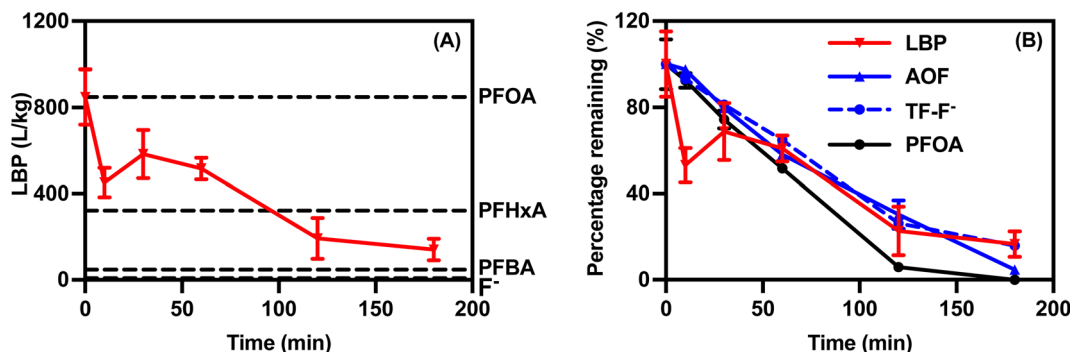 (A)
LBP (L/kg)
1200
800
400
0
PFOA
PFHxA
PFBA
F⁻
0 50 100 150 200
Time (min)
(B)
Percentage remaining (%)
120
80
40
0
LBP
AOF
TF-F⁻
PFOA
0 50 100 150 200
Time (min)